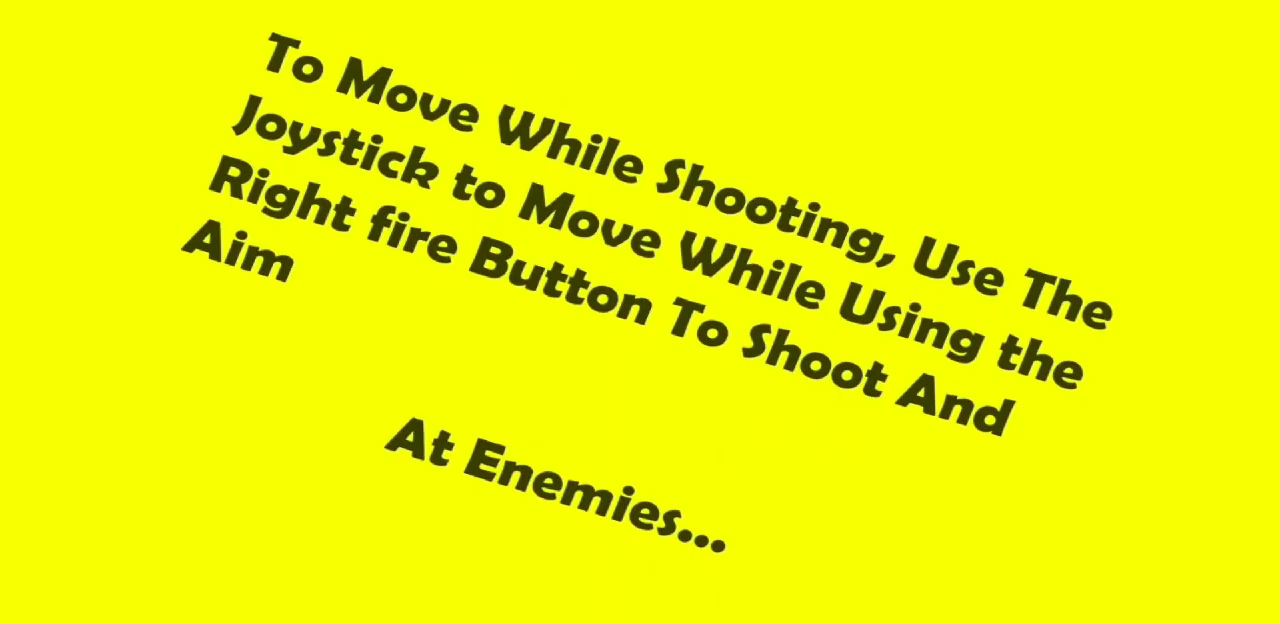 To Move While Shooting, Use The
Joystick to Move While Using the
Right fire Button To Shoot And
Aim
At Enemies...